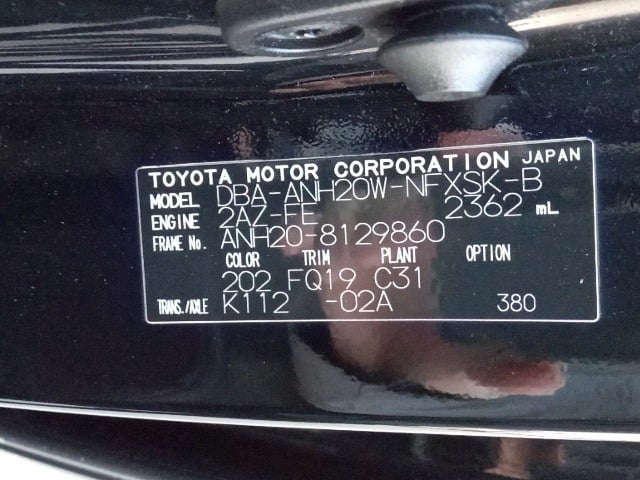 TOYOTA MOTOR CORPORATION JAPAN
MODEL DBA-ANH20W-NFXSK-B
ENGINE 2AZ-FE 2362 mL
FRAME No. ANH20-8129860
COLOR TRIM PLANT OPTION
202 FQ19 C31
TRANS./AXLE K112 -02A 380